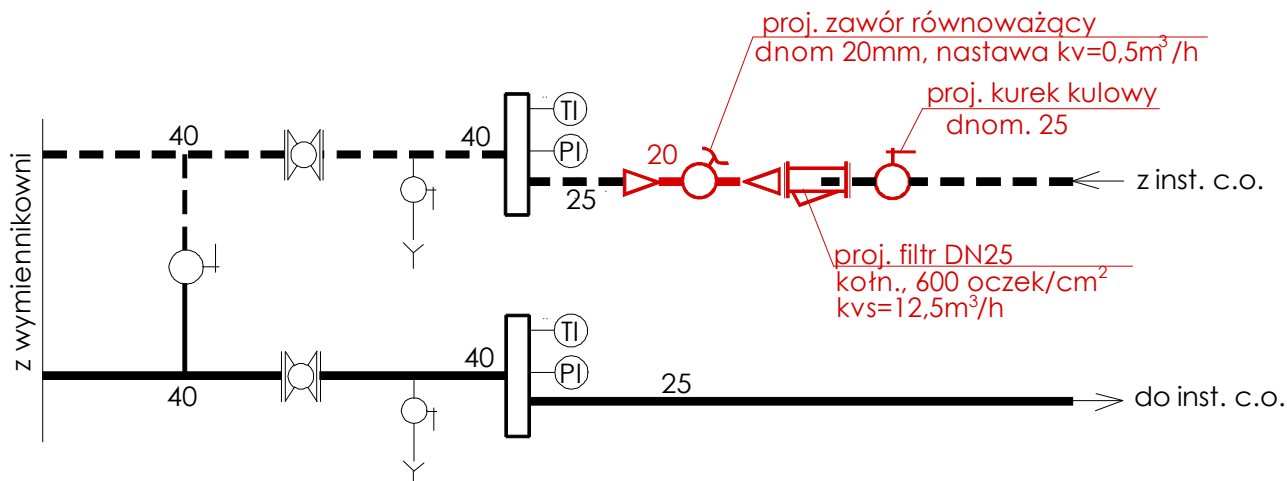 proj. zawór równoważący
dnom 20mm, nastawa kv=0,5m³/h
proj. kurek kulowy
dnom. 25
TI
40
40
PI
20
25
z inst. c.o.
z wymiennikowni
proj. filtr DN25
kołn., 600 oczek/cm²
kvs=12,5m³/h
TI
40
PI
40
25
do inst. c.o.